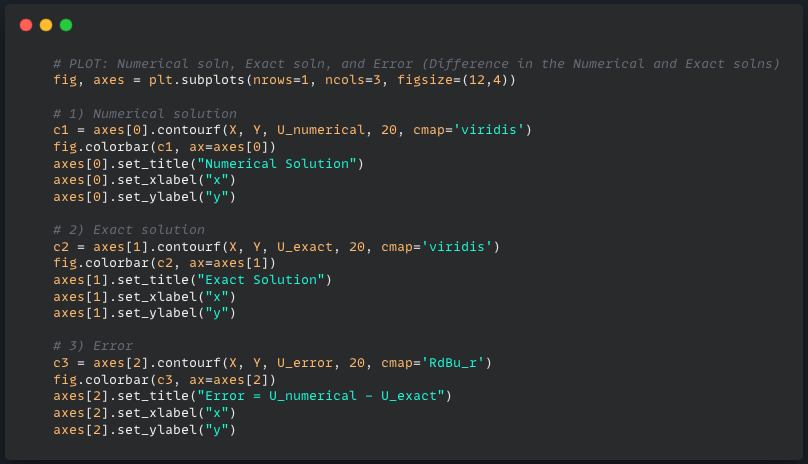 # PLOT: Numerical soln, Exact soln, and Error (Difference in the Numerical and Exact solns)
fig, axes = plt.subplots(nrows=1, ncols=3, figsize=(12,4))

# 1) Numerical solution
c1 = axes[0].contourf(X, Y, U_numerical, 20, cmap='viridis')
fig.colorbar(c1, ax=axes[0])
axes[0].set_title("Numerical Solution")
axes[0].set_xlabel("x")
axes[0].set_ylabel("y")

# 2) Exact solution
c2 = axes[1].contourf(X, Y, U_exact, 20, cmap='viridis')
fig.colorbar(c2, ax=axes[1])
axes[1].set_title("Exact Solution")
axes[1].set_xlabel("x")
axes[1].set_ylabel("y")

# 3) Error
c3 = axes[2].contourf(X, Y, U_error, 20, cmap='RdBu_r')
fig.colorbar(c3, ax=axes[2])
axes[2].set_title("Error = U_numerical - U_exact")
axes[2].set_xlabel("x")
axes[2].set_ylabel("y")